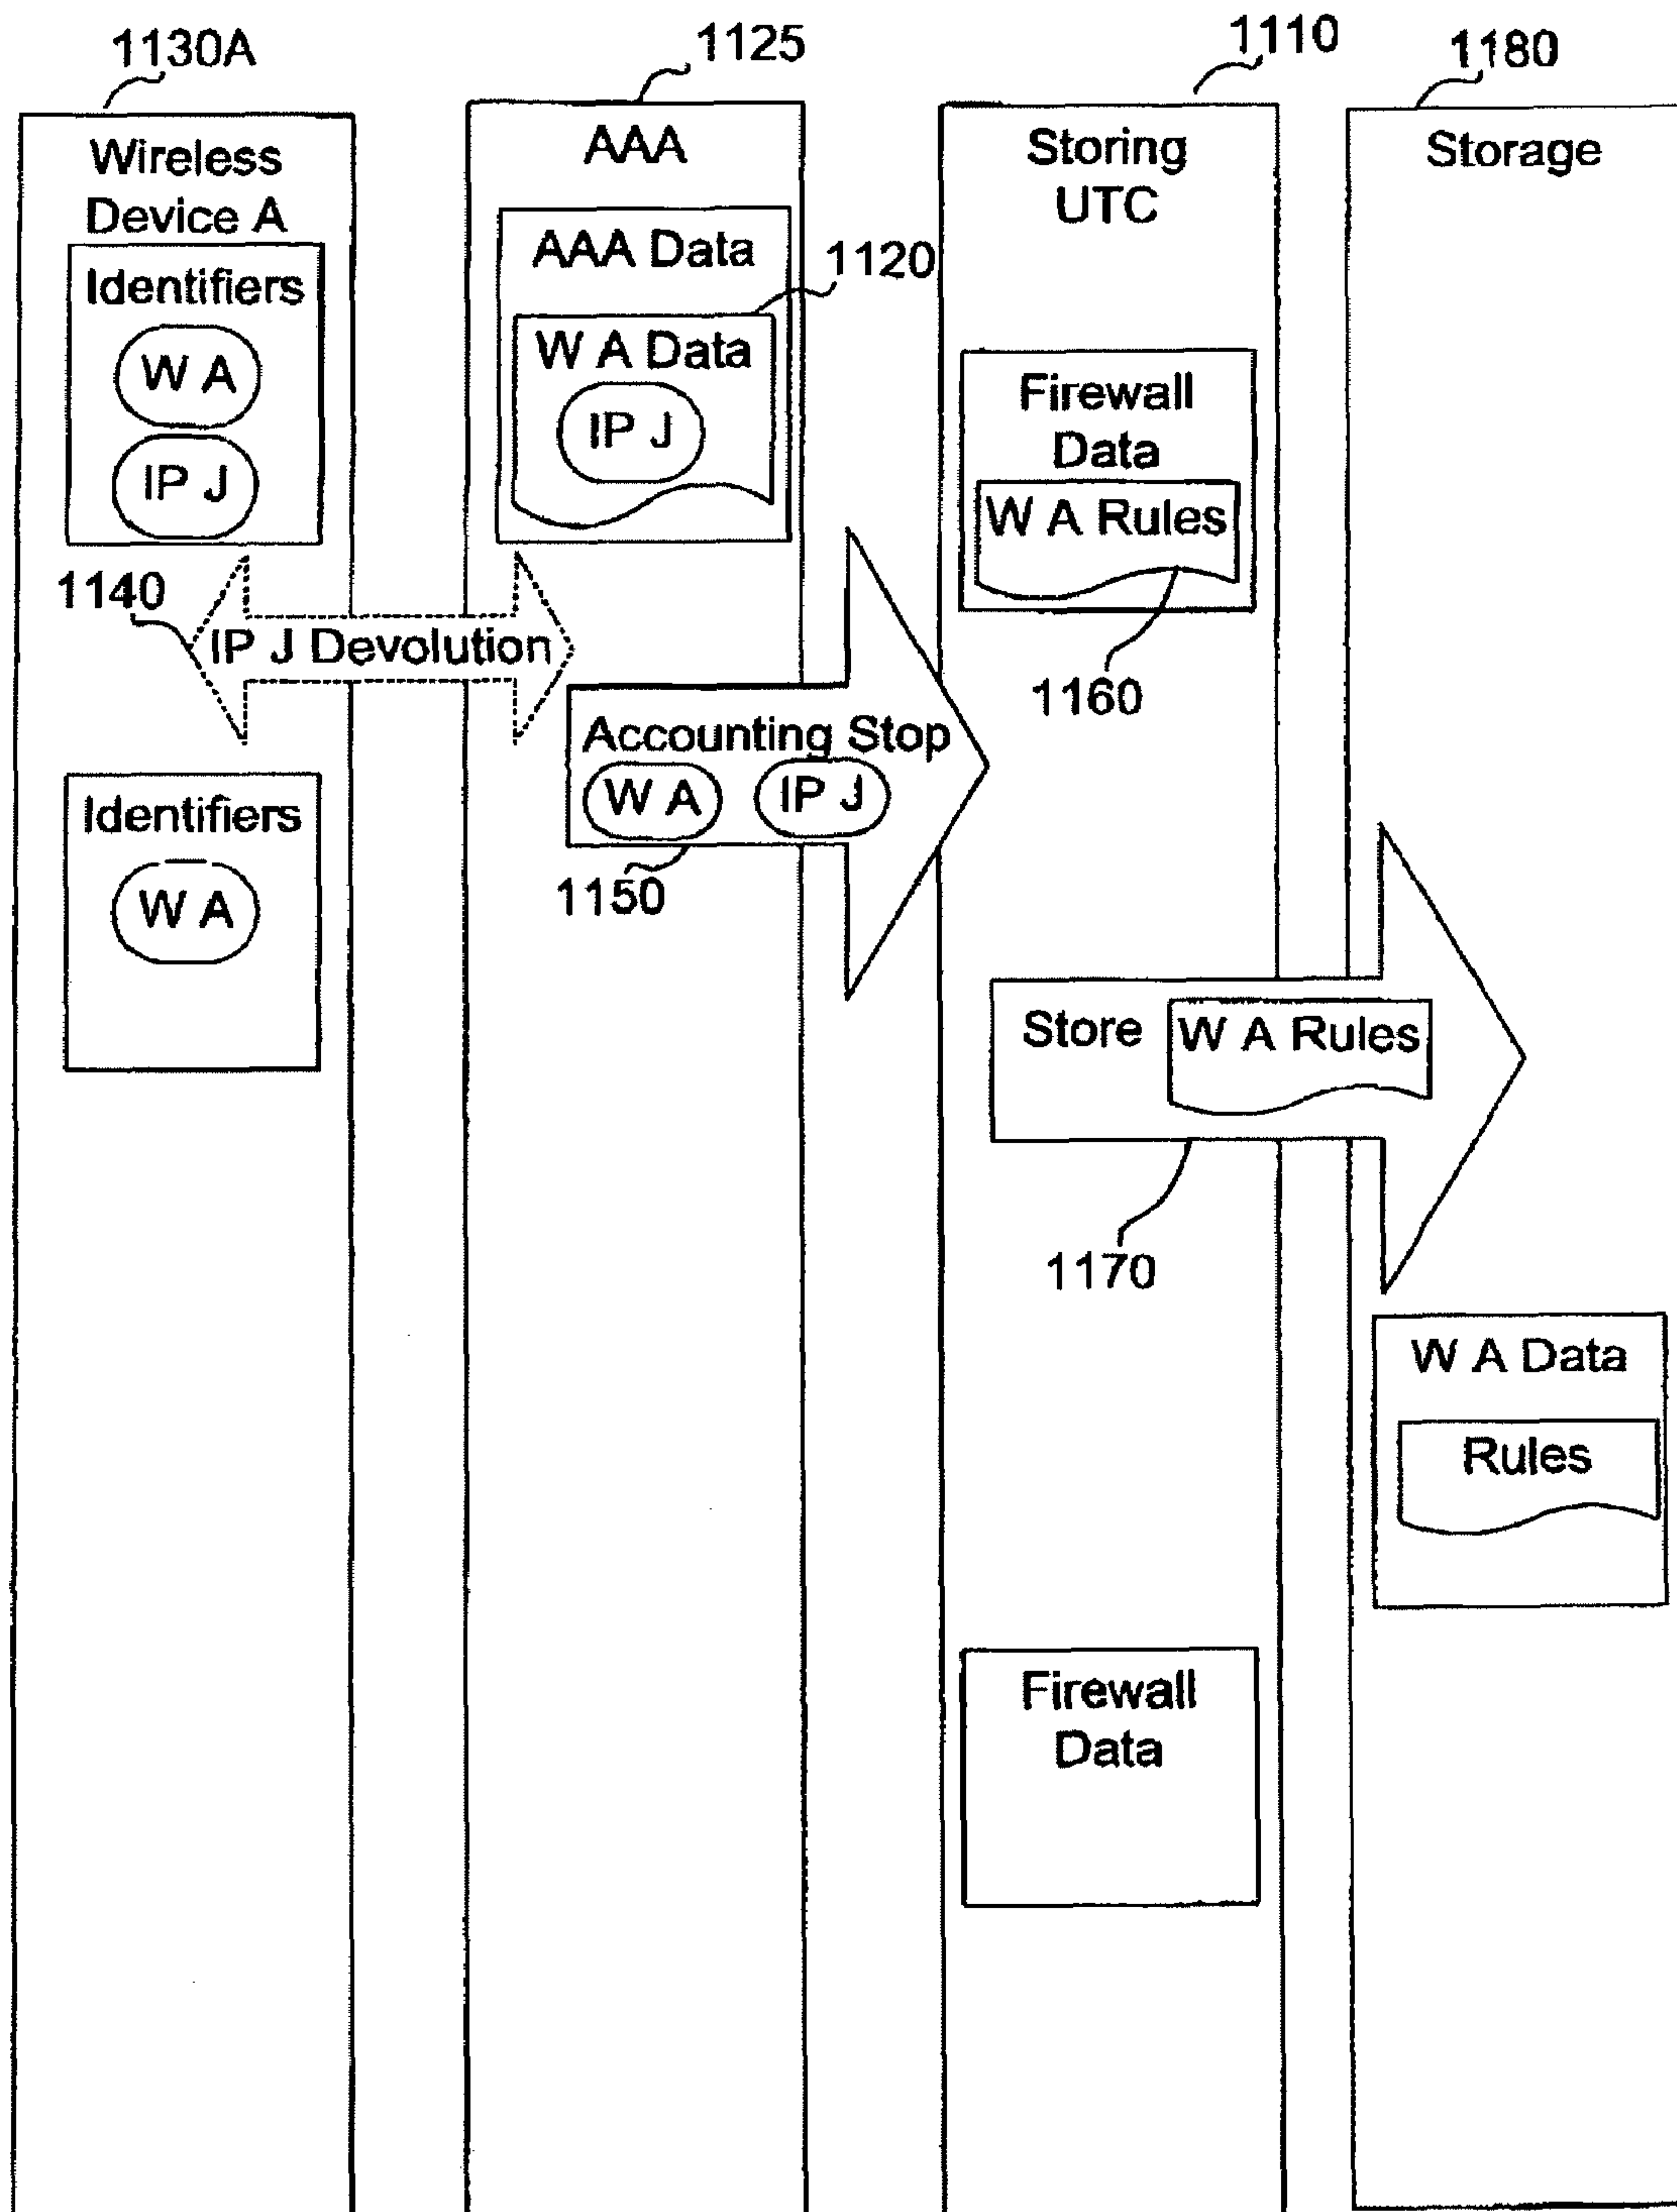 1130A
1125
1110
1180
Wireless
Device A
Identifiers
W A
IP J
AAA
AAA Data
1120
W A Data
IP J
Storing
UTC
Firewall
Data
W A Rules
1160
Storage
1140
IP J Devolution
Accounting Stop
W A
IP J
1150
Identifiers
W A
Store
W A Rules
1170
W A Data
Rules
Firewall
Data